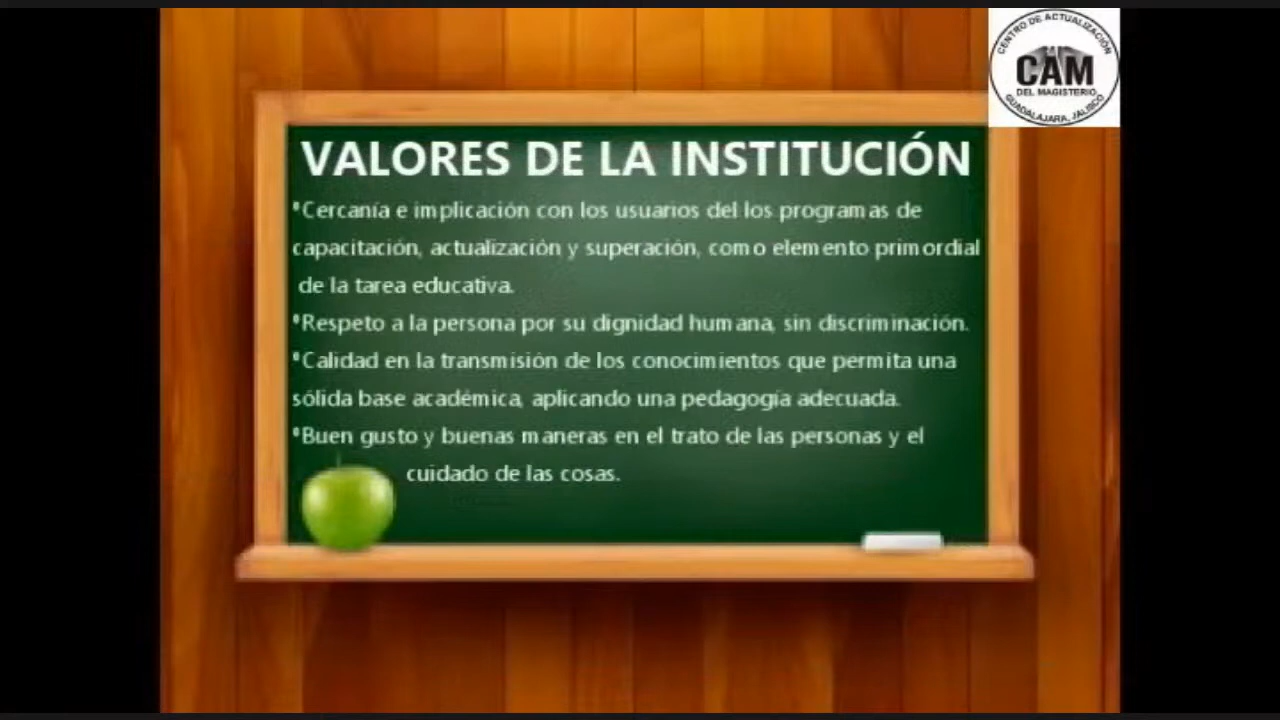 CENTRO DE ACTUALIZACIÓN
CAM
DEL MAGISTERIO
GUADALAJARA, JALISCO
VALORES DE LA INSTITUCIÓN
•Cercanía e implicación con los usuarios del los programas de
capacitación, actualización y superación, como elemento primordial
de la tarea educativa.
•Respeto a la persona por su dignidad humana, sin discriminación.
•Calidad en la transmisión de los conocimientos que permita una
sólida base académica, aplicando una pedagogía adecuada.
•Buen gusto y buenas maneras en el trato de las personas y el
cuidado de las cosas.